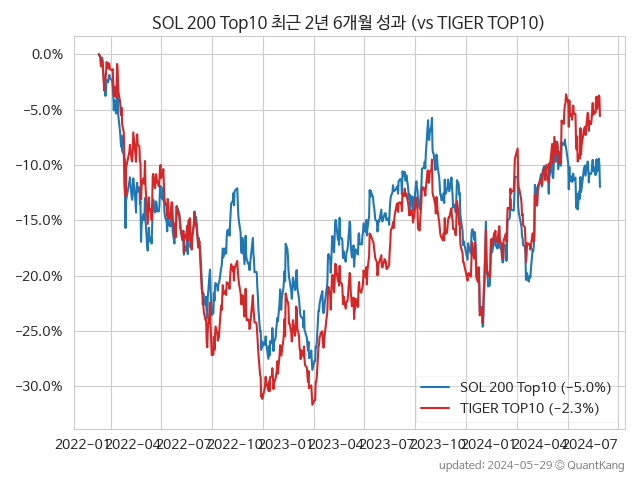 SOL 200 Top10 최근 2년 6개월 성과 (vs TIGER TOP10)
0.0%
−5.0%
−10.0%
−15.0%
−20.0%
−25.0%
−30.0%
SOL 200 Top10 (−5.0%)
TIGER TOP10 (−2.3%)
2022-01 2022-04 2022-07 2022-10 2023-01 2023-04 2023-07 2023-10 2024-01 2024-04 2024-07
updated: 2024-05-29 © QuantKang